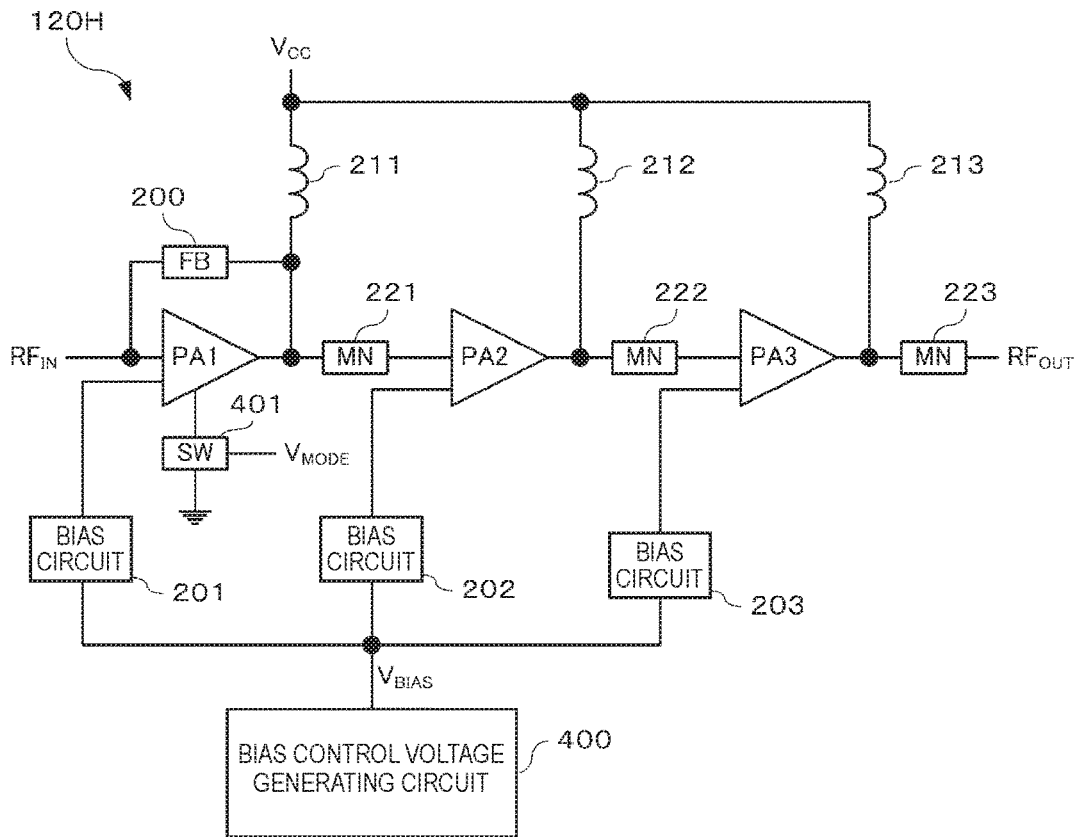 120H
VCC
211
212
213
200
FB
221
222
223
RFIN
PA1
MN
PA2
MN
PA3
MN
RFOUT
401
SW
VMODE
BIAS
CIRCUIT
201
BIAS
CIRCUIT
202
BIAS
CIRCUIT
203
VBIAS
BIAS CONTROL VOLTAGE
GENERATING CIRCUIT
400